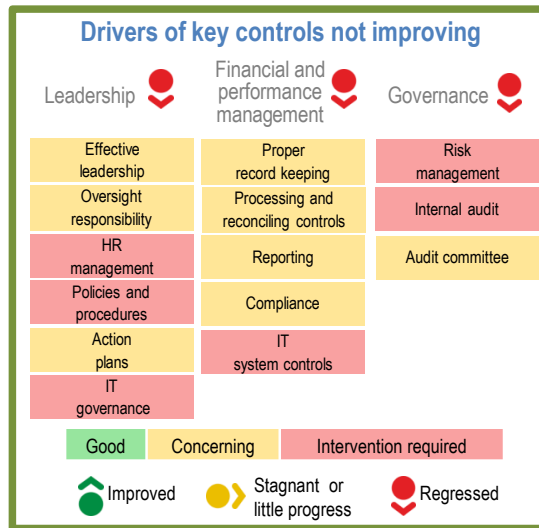 Drivers of key controls not improving
Leadership
Financial and
performance
management
Governance
Effective
leadership
Oversight
responsibility
HR
management
Policies and
procedures
Action
plans
IT
governance
Proper
record keeping
Processing and
reconciling controls
Reporting
Compliance
IT
system controls
Risk
management
Internal audit
Audit committee
Good
Concerning
Intervention required
Improved
Stagnant or
little progress
Regressed